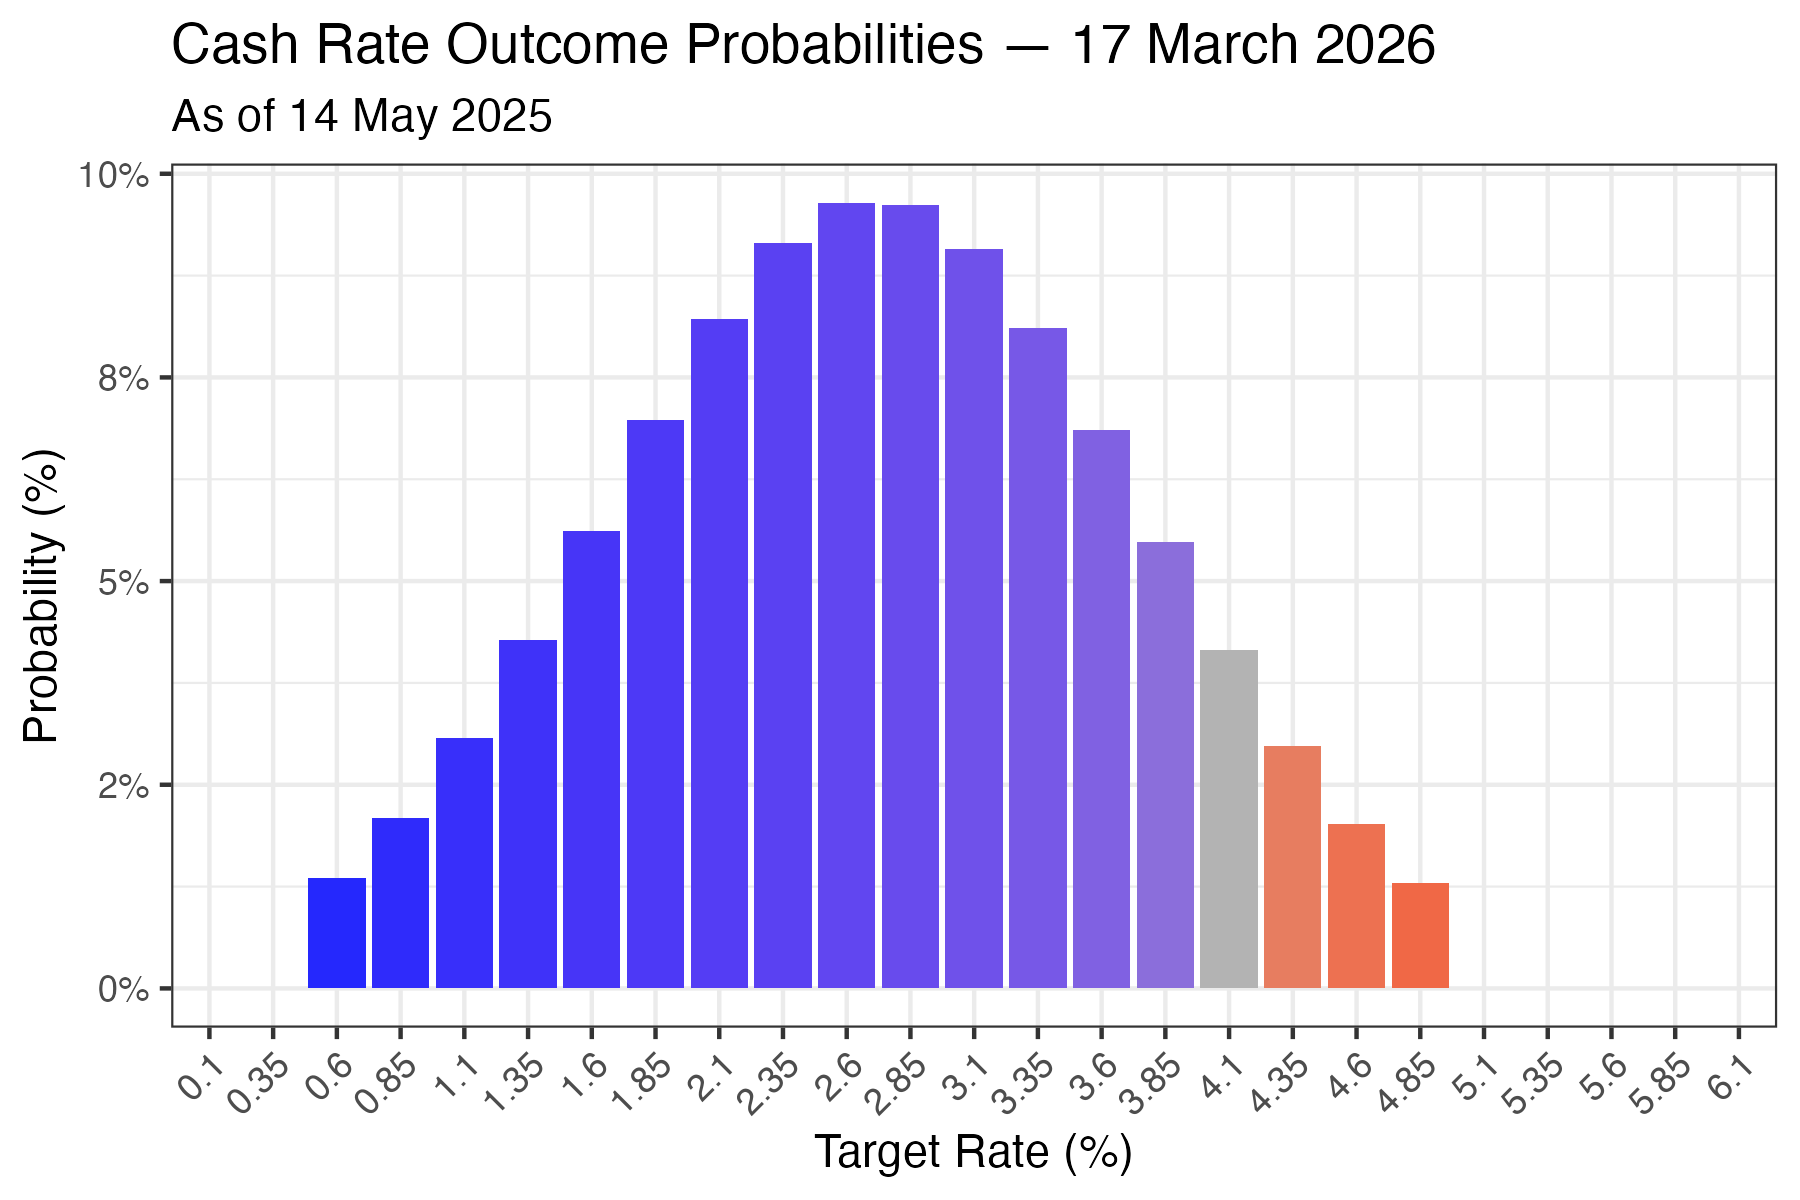 Cash Rate Outcome Probabilities — 17 March 2026
As of 14 May 2025
Probability (%)
10%
8%
5%
2%
0%
0.1 0.35 0.6 0.85 1.1 1.35 1.6 1.85 2.1 2.35 2.6 2.85 3.1 3.35 3.6 3.85 4.1 4.35 4.6 4.85 5.1 5.35 5.6 5.85 6.1
Target Rate (%)